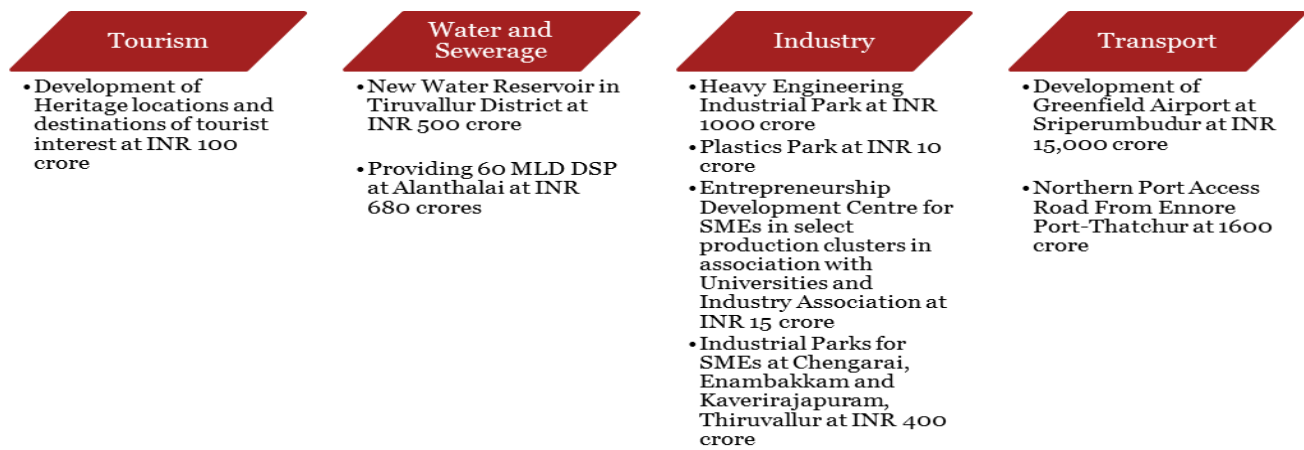 Tourism
•Development of
Heritage locations and
destinations of tourist
interest at INR 100
crore
Water and
Sewerage
•New Water Reservoir in
Tiruvallur District at
INR 500 crore
•Providing 60 MLD DSP
at Alanthalai at INR
680 crores
Industry
•Heavy Engineering
Industrial Park at INR
1000 crore
•Plastics Park at INR 10
crore
•Entrepreneurship
Development Centre for
SMEs in select
production clusters in
association with
Universities and
Industry Association at
INR 15 crore
•Industrial Parks for
SMEs at Chengarai,
Enambakkam and
Kaverirajapuram,
Thiruvallur at INR 400
crore
Transport
•Development of
Greenfield Airport at
Sriperumbudur at INR
15,000 crore
•Northern Port Access
Road From Ennore
Port-Thatchur at 1600
crore